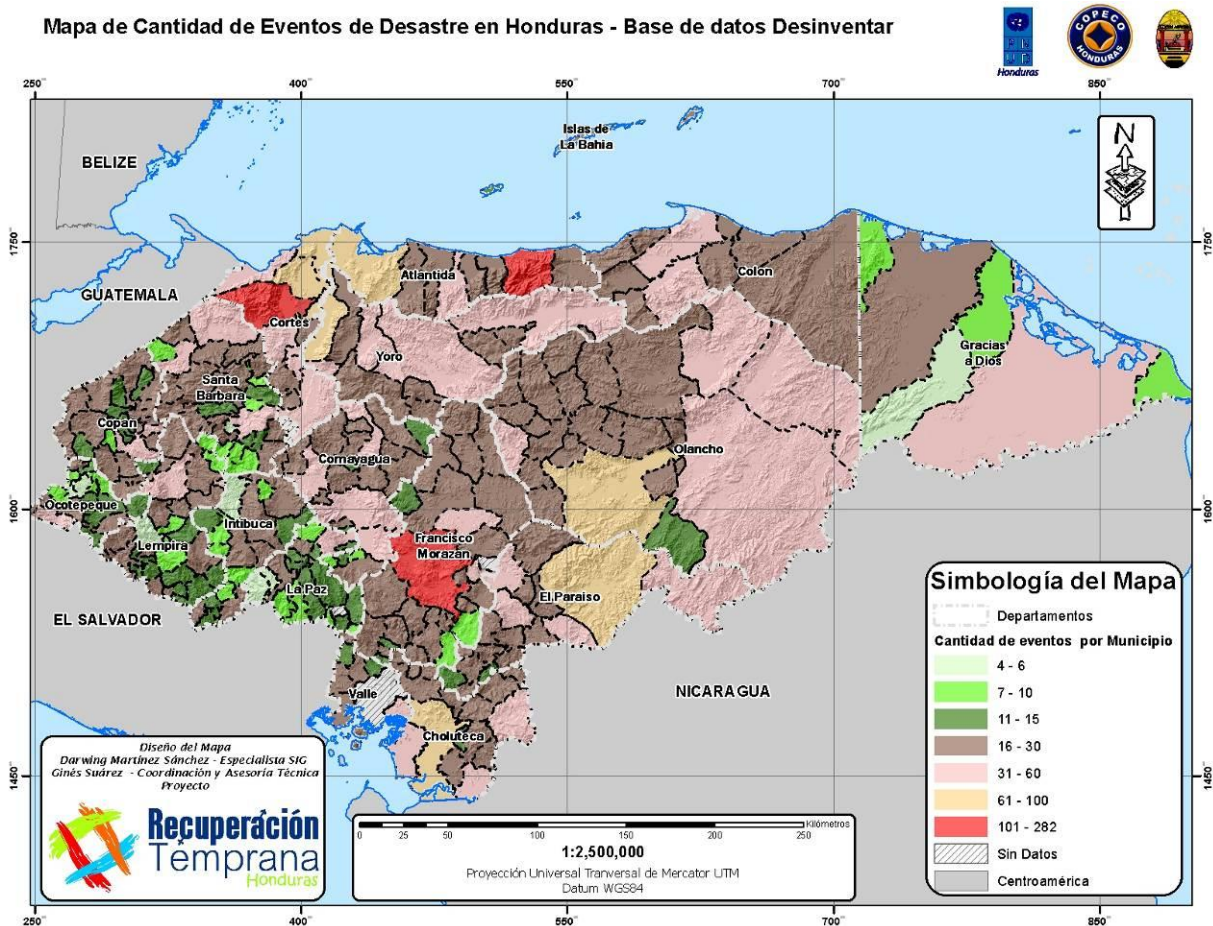 Mapa de Cantidad de Eventos de Desastre en Honduras - Base de datos Desinventar
Honduras
COPECO
HONDURAS
250
400
550
700
850
N
Islas de
La Bahia
BELIZE
1750
1750
GUATEMALA
Atlantida
Colon
Cortes
Yoro
Gracias
a Dios
Santa
Barbara
Copan
Comayagua
Olancho
1600
1600
Ocotepeque
Intibuca
Lempira
Francisco
Morazan
La Paz
El Paraiso
EL SALVADOR
NICARAGUA
Valle
Choluteca
1450
1450
Simbología del Mapa
Departamentos
Cantidad de eventos por Municipio
4 - 6
7 - 10
11 - 15
16 - 30
31 - 60
61 - 100
101 - 282
Sin Datos
Centroamérica
Diseño del Mapa
Darwing Martínez Sánchez - Especialista SIG
Ginés Suárez - Coordinación y Asesoría Técnica
Proyecto
Recuperación
Temprana
Honduras
0 25 50 100 150 200 250
Kilómetros
1:2,500,000
Proyección Universal Tranversal de Mercator UTM
Datum WGS84
250
400
550
700
850